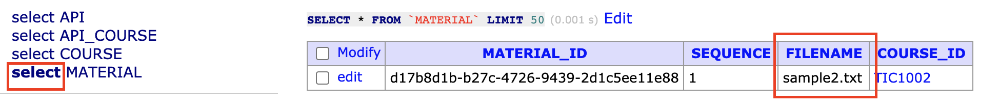 select API
select API_COURSE
select COURSE
select MATERIAL
SELECT * FROM `MATERIAL` LIMIT 50 (0.001 s) Edit
Modify MATERIAL_ID SEQUENCE FILENAME COURSE_ID
edit d17b8d1b-b27c-4726-9439-2d1c5ee11e88 1 sample2.txt TIC1002